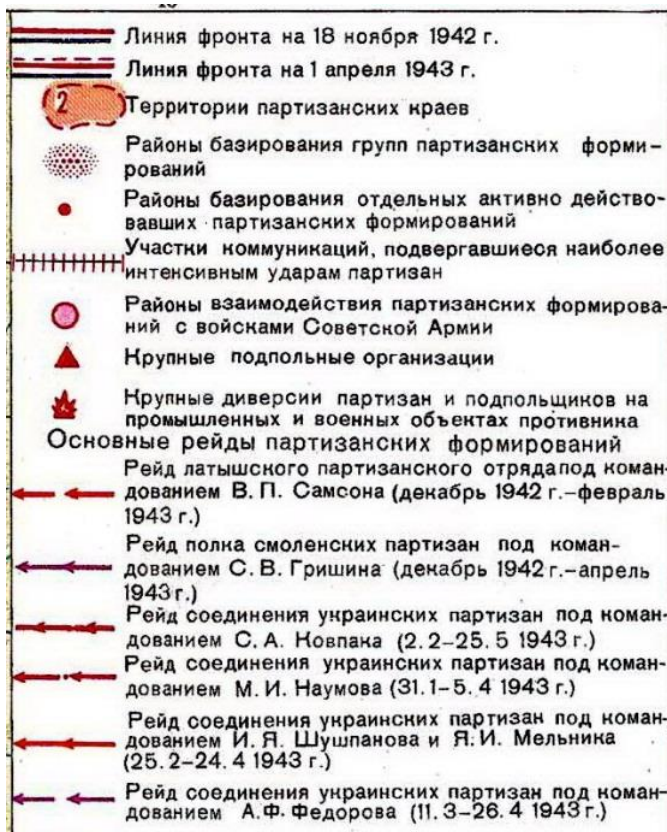 Линия фронта на 18 ноября 1942 г.
Линия фронта на 1 апреля 1943 г.
2
Территории партизанских краев
Районы базирования групп партизанских форми-
рований
Районы базирования отдельных активно действо-
вавших партизанских формирований
Участки коммуникаций, подвергавшиеся наиболее
интенсивным ударам партизан
Районы взаимодействия партизанских формирова-
ний с войсками Советской Армии
Крупные подпольные организации
Крупные диверсии партизан и подпольщиков на
промышленных и военных объектах противника
Основные рейды партизанских формирований
Рейд латышского партизанского отряда под коман-
дованием В. П. Самсона (декабрь 1942 г.–февраль
1943 г.)
Рейд полка смоленских партизан под коман-
дованием С. В. Гришина (декабрь 1942 г.–апрель
1943 г.)
Рейд соединения украинских партизан под коман-
дованием С. А. Ковпака (2. 2–25. 5 1943 г.)
Рейд соединения украинских партизан под коман-
дованием М. И. Наумова (31. 1–5. 4 1943 г.)
Рейд соединения украинских партизан под коман-
дованием И. Я. Шушпанова и Я. И. Мельника
(25. 2–24. 4 1943 г.)
Рейд соединения украинских партизан под коман-
дованием А. Ф. Федорова (11. 3–26. 4 1943 г.)